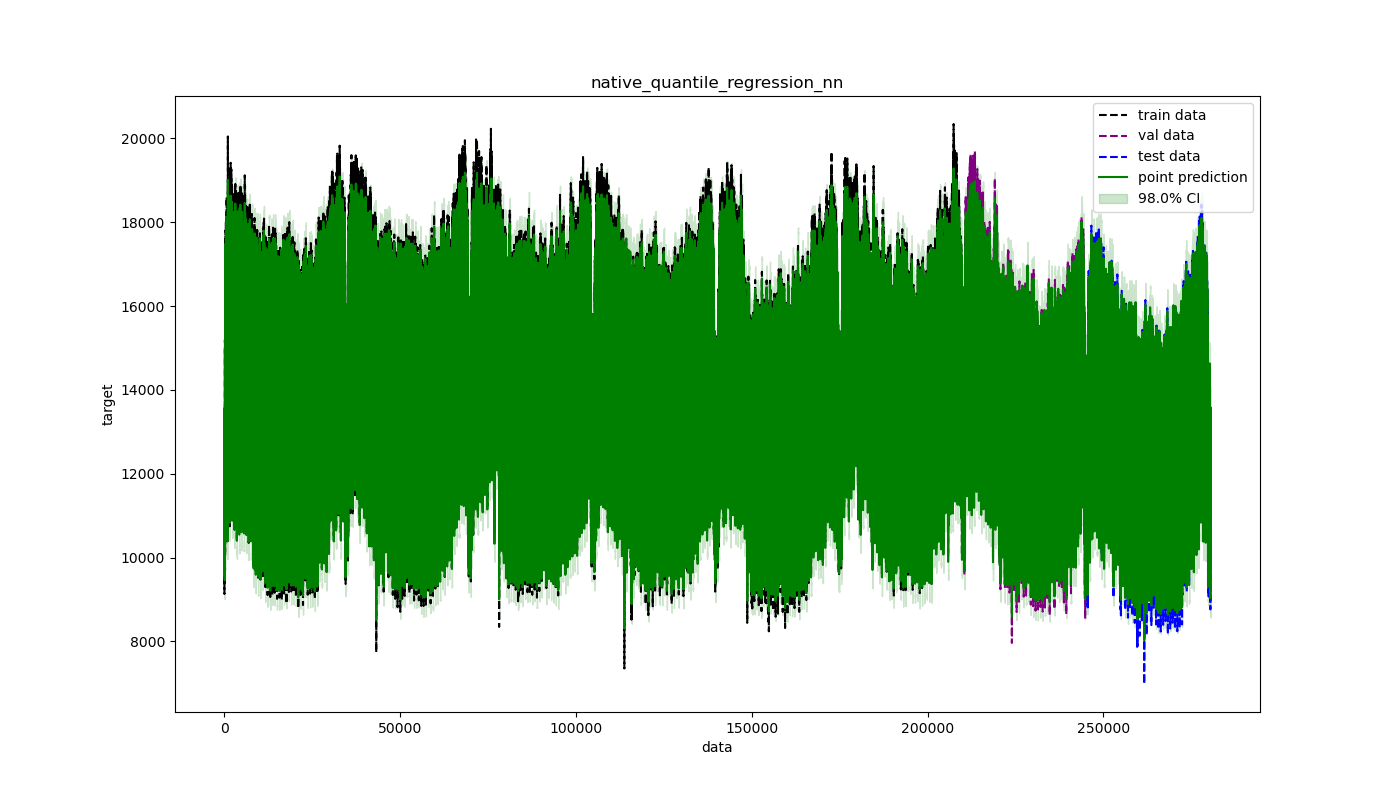 native_quantile_regression_nn
train data
val data
test data
point prediction
98.0% CI
target
20000
18000
16000
14000
12000
10000
8000
0
50000
100000
150000
200000
250000
data